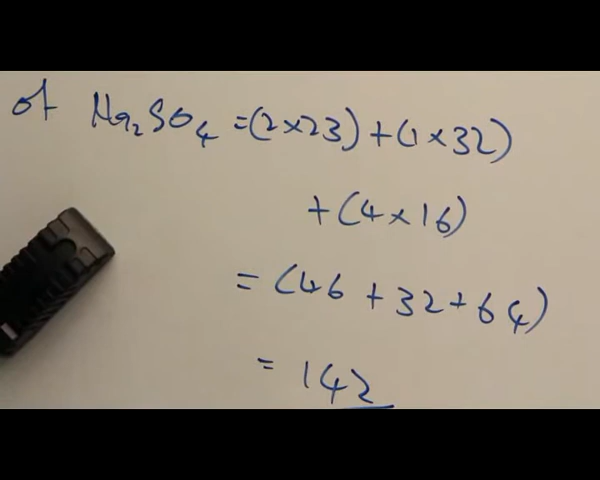 of Na₂SO₄ = (2×23) + (1×32)
+ (4×16)
= (46 + 32 + 64)
= 142